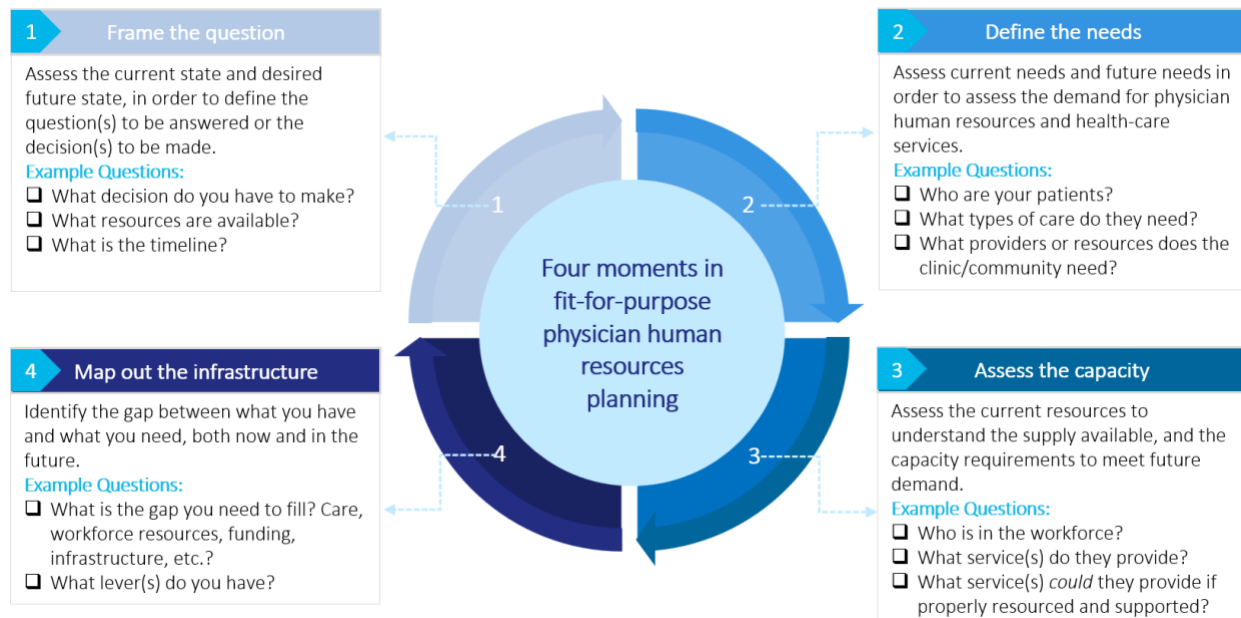 1
Frame the question
Assess the current state and desired
future state, in order to define the
question(s) to be answered or the
decision(s) to be made.
Example Questions:
❑ What decision do you have to make?
❑ What resources are available?
❑ What is the timeline?
2
Define the needs
Assess current needs and future needs in
order to assess the demand for physician
human resources and health-care
services.
Example Questions:
❑ Who are your patients?
❑ What types of care do they need?
❑ What providers or resources does the
clinic/community need?
1
2
Four moments in
fit-for-purpose
physician human
resources
planning
4
3
4
Map out the infrastructure
Identify the gap between what you have
and what you need, both now and in the
future.
Example Questions:
❑ What is the gap you need to fill? Care,
workforce resources, funding,
infrastructure, etc.?
❑ What lever(s) do you have?
3
Assess the capacity
Assess the current resources to
understand the supply available, and the
capacity requirements to meet future
demand.
Example Questions:
❑ Who is in the workforce?
❑ What service(s) do they provide?
❑ What service(s) could they provide if
properly resourced and supported?